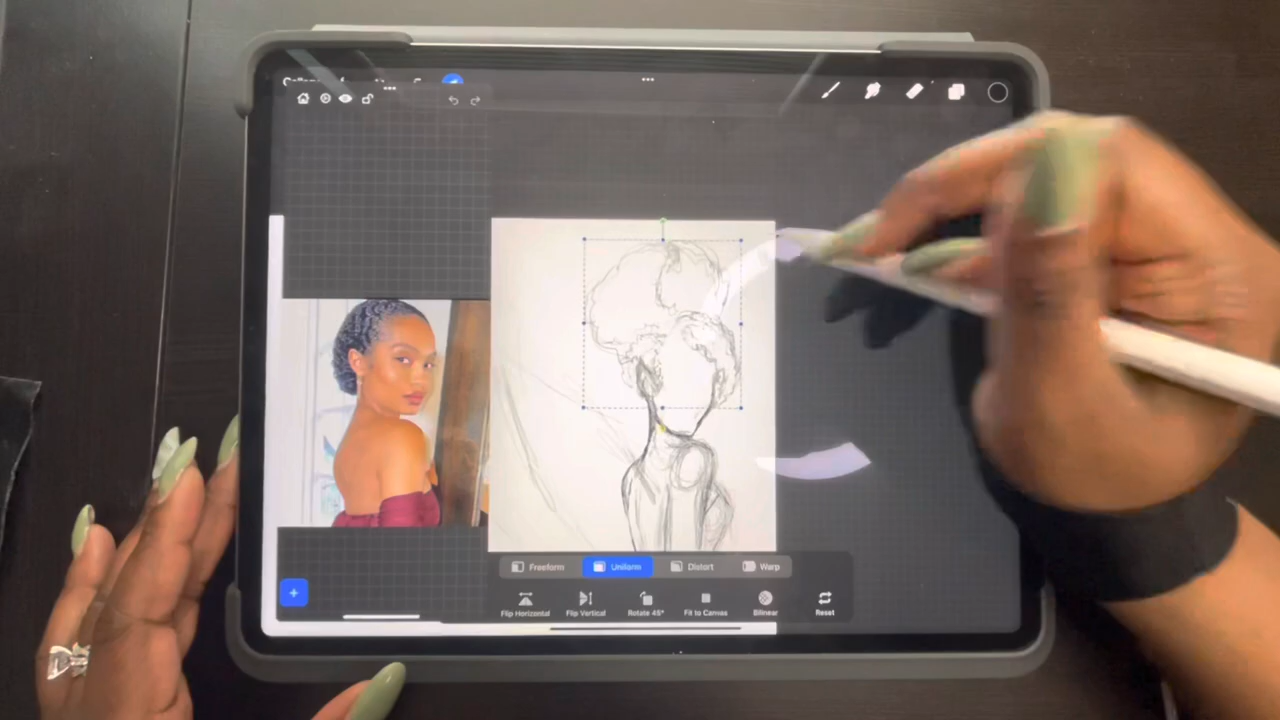 Freeform Uniform Distort Warp
Flip Horizontal Flip Vertical Rotate 45° Fit to Canvas Bilinear Reset